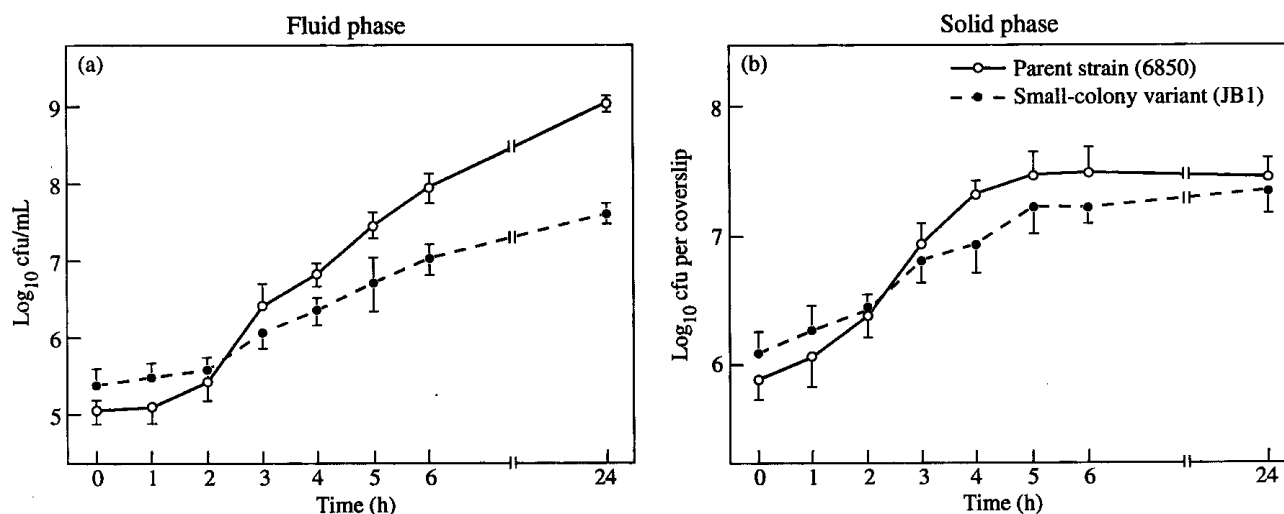 Fluid phase
(a)
Log10 cfu/mL
9
8
7
6
5
0 1 2 3 4 5 6 24
Time (h)
Solid phase
(b)
Parent strain (6850)
Small-colony variant (JB1)
Log10 cfu per coverslip
8
7
6
0 1 2 3 4 5 6 24
Time (h)